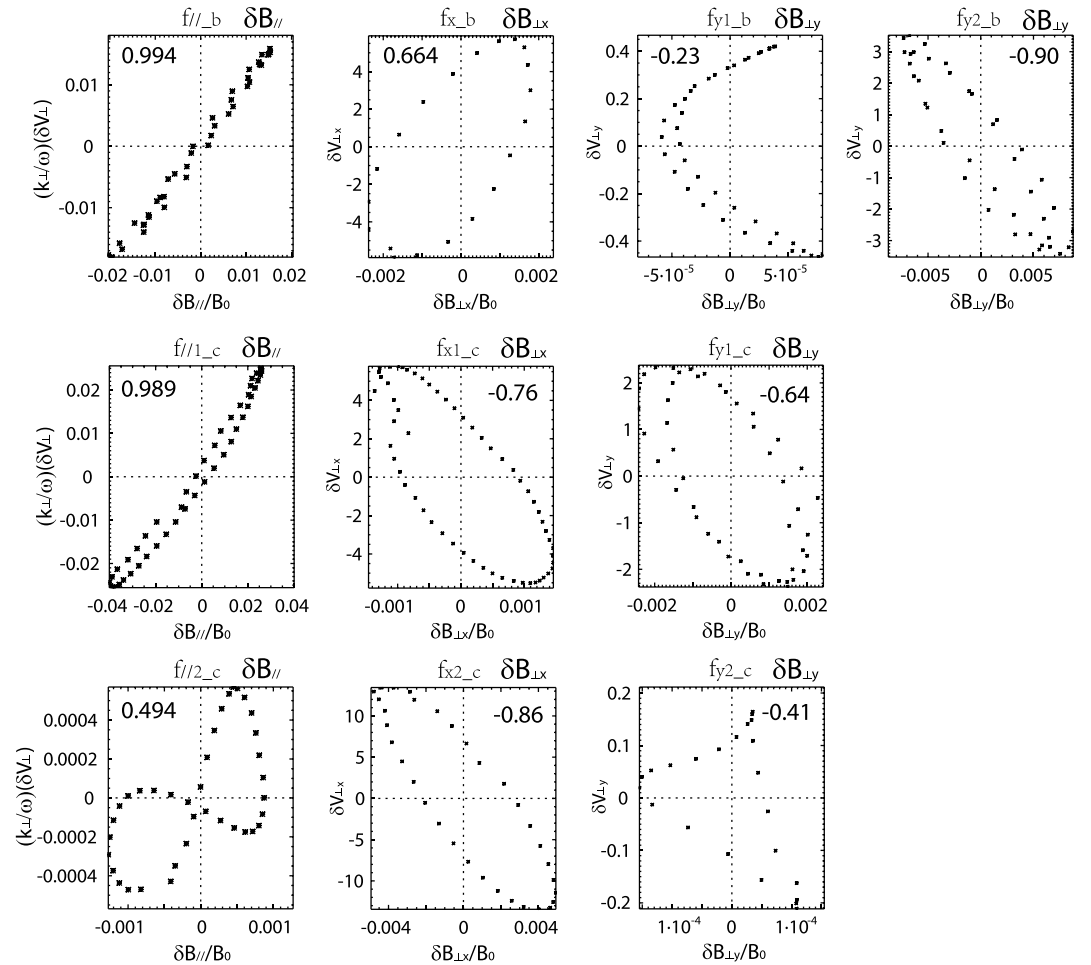 f//_b δB//
fx_b δB⊥x
fy1_b δB⊥y
fy2_b δB⊥y
0.994
0.664
-0.23
-0.90
(k⊥/ω)(δV⊥)
0.01
0
-0.01
-0.02 -0.01 0 0.01 0.02
δB///B0
δV⊥x
4
2
0
-2
-4
-0.002 0 0.002
δB⊥x/B0
δV⊥y
0.4
0.2
0
-0.2
-0.4
-5·10-5 0 5·10-5
δB⊥y/B0
δV⊥y
3
2
1
0
-1
-2
-3
-0.005 0 0.005
δB⊥y/B0
f//1_c δB//
fx1_c δB⊥x
fy1_c δB⊥y
0.989
-0.76
-0.64
(k⊥/ω)(δV⊥)
0.02
0.01
0
-0.01
-0.02
-0.04 -0.02 0 0.02 0.04
δB///B0
δV⊥x
4
2
0
-2
-4
-0.001 0 0.001
δB⊥x/B0
δV⊥y
2
1
0
-1
-2
-0.002 0 0.002
δB⊥y/B0
f//2_c δB//
fx2_c δB⊥x
fy2_c δB⊥y
0.494
-0.86
-0.41
(k⊥/ω)(δV⊥)
0.0004
0.0002
0
-0.0002
-0.0004
-0.001 0 0.001
δB///B0
δV⊥x
10
5
0
-5
-10
-0.004 0 0.004
δB⊥x/B0
δV⊥y
0.2
0.1
0
-0.1
-0.2
1·10-4 0 1·10-4
δB⊥y/B0